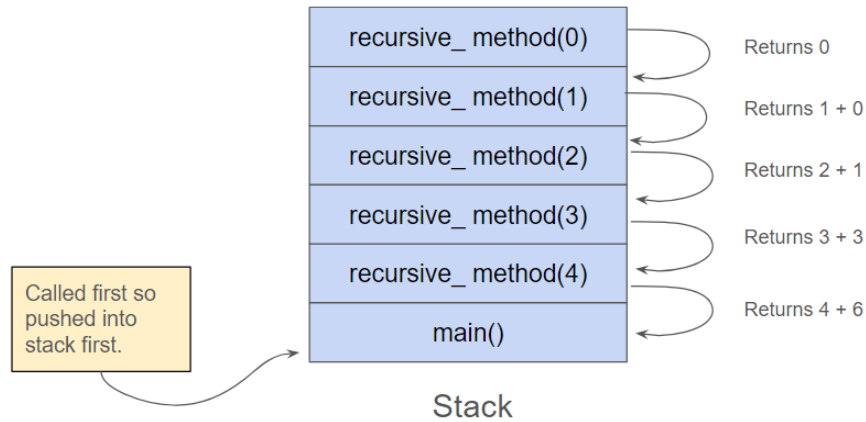 recursive_ method(0)
Returns 0
recursive_ method(1)
Returns 1 + 0
recursive_ method(2)
Returns 2 + 1
recursive_ method(3)
Returns 3 + 3
recursive_ method(4)
Returns 4 + 6
main()
Called first so
pushed into
stack first.
Stack